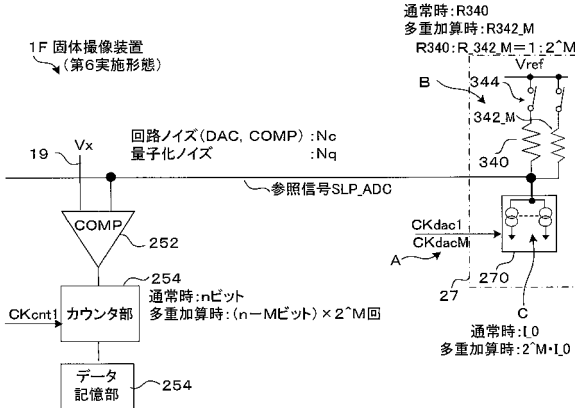 通常時：R340
多重加算時：R342_M
R340：R_342_M＝1：2^M
1F 固体撮像装置
（第6実施形態）
Vref
344
B
342_M
340
回路ノイズ（DAC, COMP）：Nc
量子化ノイズ ：Nq
19
Vx
参照信号SLP_ADC
COMP
252
CKdac1
CKdacM
A
27
270
C
254
通常時：nビット
多重加算時：（n－Mビット）×2^M回
CKcnt1
カウンタ部
通常時：I_0
多重加算時：2^M・I_0
データ
記憶部
254